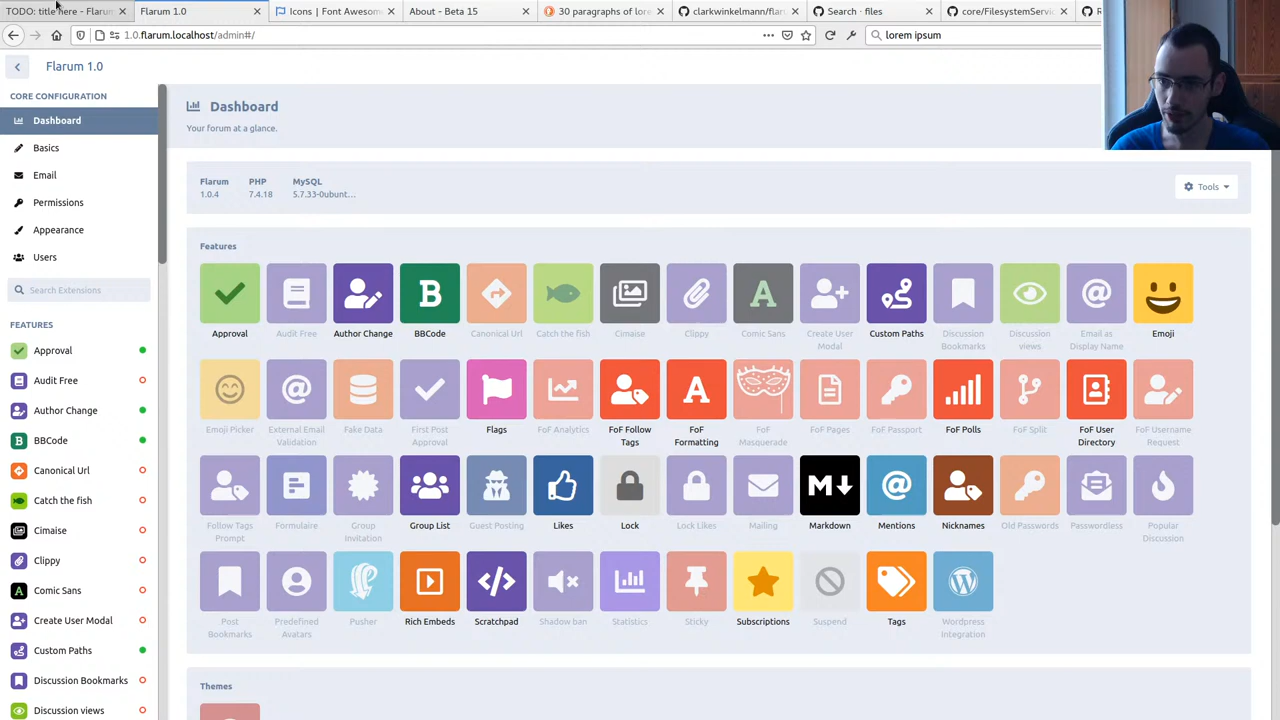 TODO: title here - Flarum
Flarum 1.0
Icons | Font Awesom
About - Beta 15
30 paragraphs of lore
clarkwinkelmann/flar
Search · files
core/FilesystemServic
1.0.flarum.localhost/admin#/
lorem ipsum
Flarum 1.0
CORE CONFIGURATION
Dashboard
Basics
Email
Permissions
Appearance
Users
Search Extensions
FEATURES
Approval
Audit Free
Author Change
BBCode
Canonical Url
Catch the fish
Cimaise
Clippy
Comic Sans
Create User Modal
Custom Paths
Discussion Bookmarks
Discussion views
Dashboard
Your forum at a glance.
Flarum PHP MySQL
1.0.4 7.4.18 5.7.33-0ubunt...
Tools
Features
Approval Audit Free Author Change BBCode Canonical Url Catch the fish Cimaise Clippy Comic Sans Create User Custom Paths Discussion Discussion Email as Emoji
Modal Bookmarks views Display Name
Emoji Picker External Email Fake Data First Post Flags FoF Analytics FoF Follow FoF FoF FoF Pages FoF Passport FoF Polls FoF Split FoF User FoF Username
Validation Approval Tags Formatting Masquerade Directory Request
Follow Tags Formulaire Group Group List Guest Posting Likes Lock Lock Likes Mailing Markdown Mentions Nicknames Old Passwords Passwordless Popular
Prompt Invitation Discussion
Post Predefined Pusher Rich Embeds Scratchpad Shadow ban Statistics Sticky Subscriptions Suspend Tags Wordpress
Bookmarks Avatars Integration
Themes